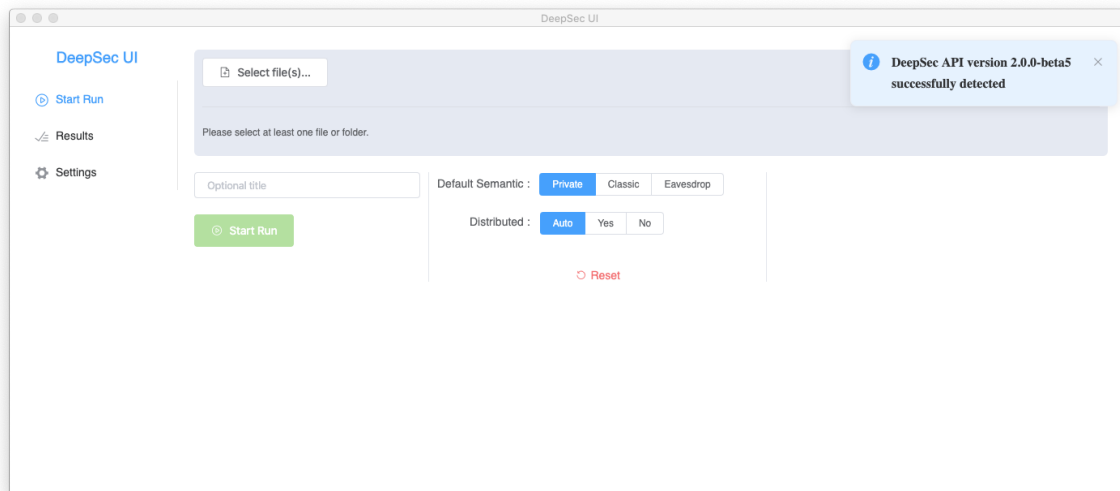 DeepSec UI
DeepSec UI
Start Run
Results
Settings
Select file(s)...
Please select at least one file or folder.
DeepSec API version 2.0.0-beta5
successfully detected
Optional title
Start Run
Default Semantic : Private Classic Eavesdrop
Distributed : Auto Yes No
Reset